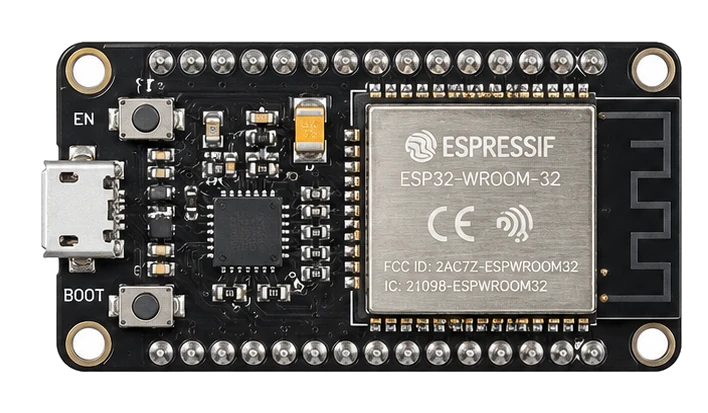 EN
BOOT
ESPRESSIF
ESP32-WROOM-32
CE
FCC ID: 2AC7Z-ESPWROOM32
IC: 21098-ESPWROOM32